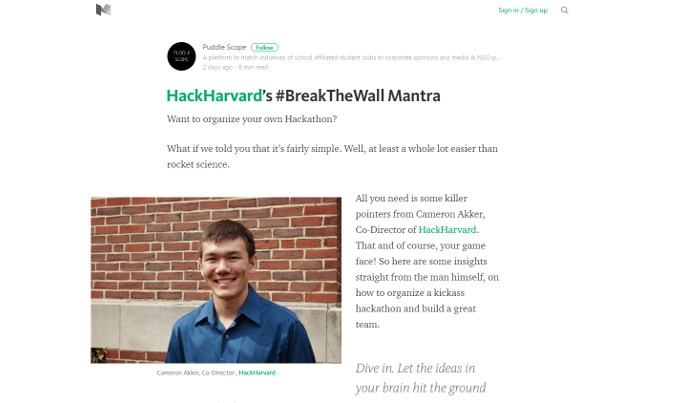 Sign in / Sign up
PUDDLE
SCOPE
Puddle Scope Follow
A platform to match initiatives of school affiliated student clubs to corporate sponsors and media & NGO p...
2 days ago · 6 min read
HackHarvard's #BreakTheWall Mantra
Want to organize your own Hackathon?
What if we told you that it's fairly simple. Well, at least a whole lot easier than
rocket science.
All you need is some killer
pointers from Cameron Akker,
Co-Director of HackHarvard.
That and of course, your game
face! So here are some insights
straight from the man himself, on
how to organize a kickass
hackathon and build a great
team.
Cameron Akker, Co-Director , HackHarvard
Dive in. Let the ideas in
your brain hit the ground